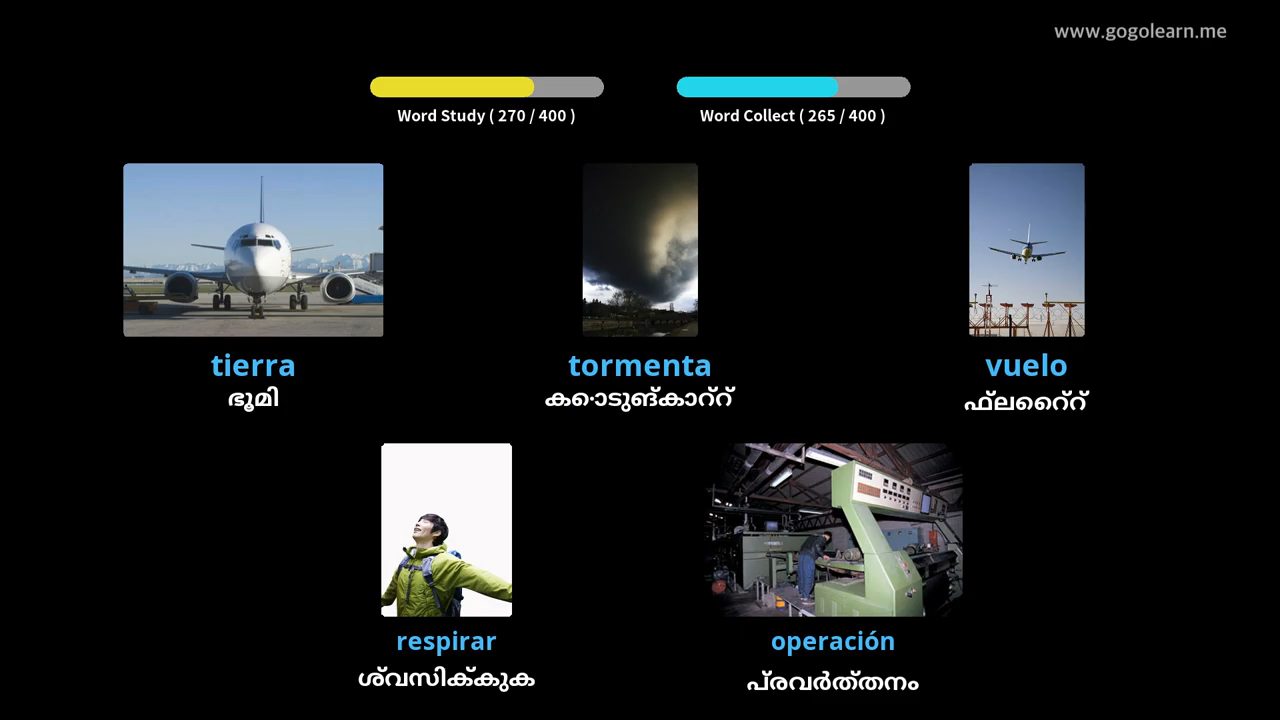 www.gogolearn.me
Word Study ( 270 / 400 )
Word Collect ( 265 / 400 )
tierra
ഭൂമി
tormenta
കൊടുങ്കാറ്റ്
vuelo
ഫ്ലൈറ്റ്
respirar
ശ്വസിക്കുക
operación
പ്രവർത്തനം